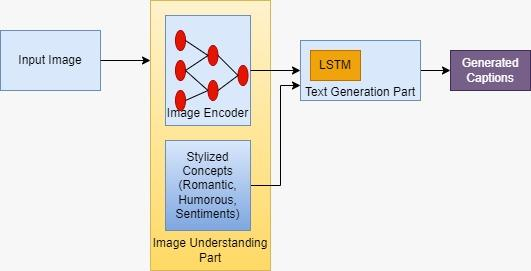 Input Image
Image Encoder
Stylized
Concepts
(Romantic,
Humorous,
Sentiments)
Image Understanding
Part
LSTM
Text Generation Part
Generated
Captions